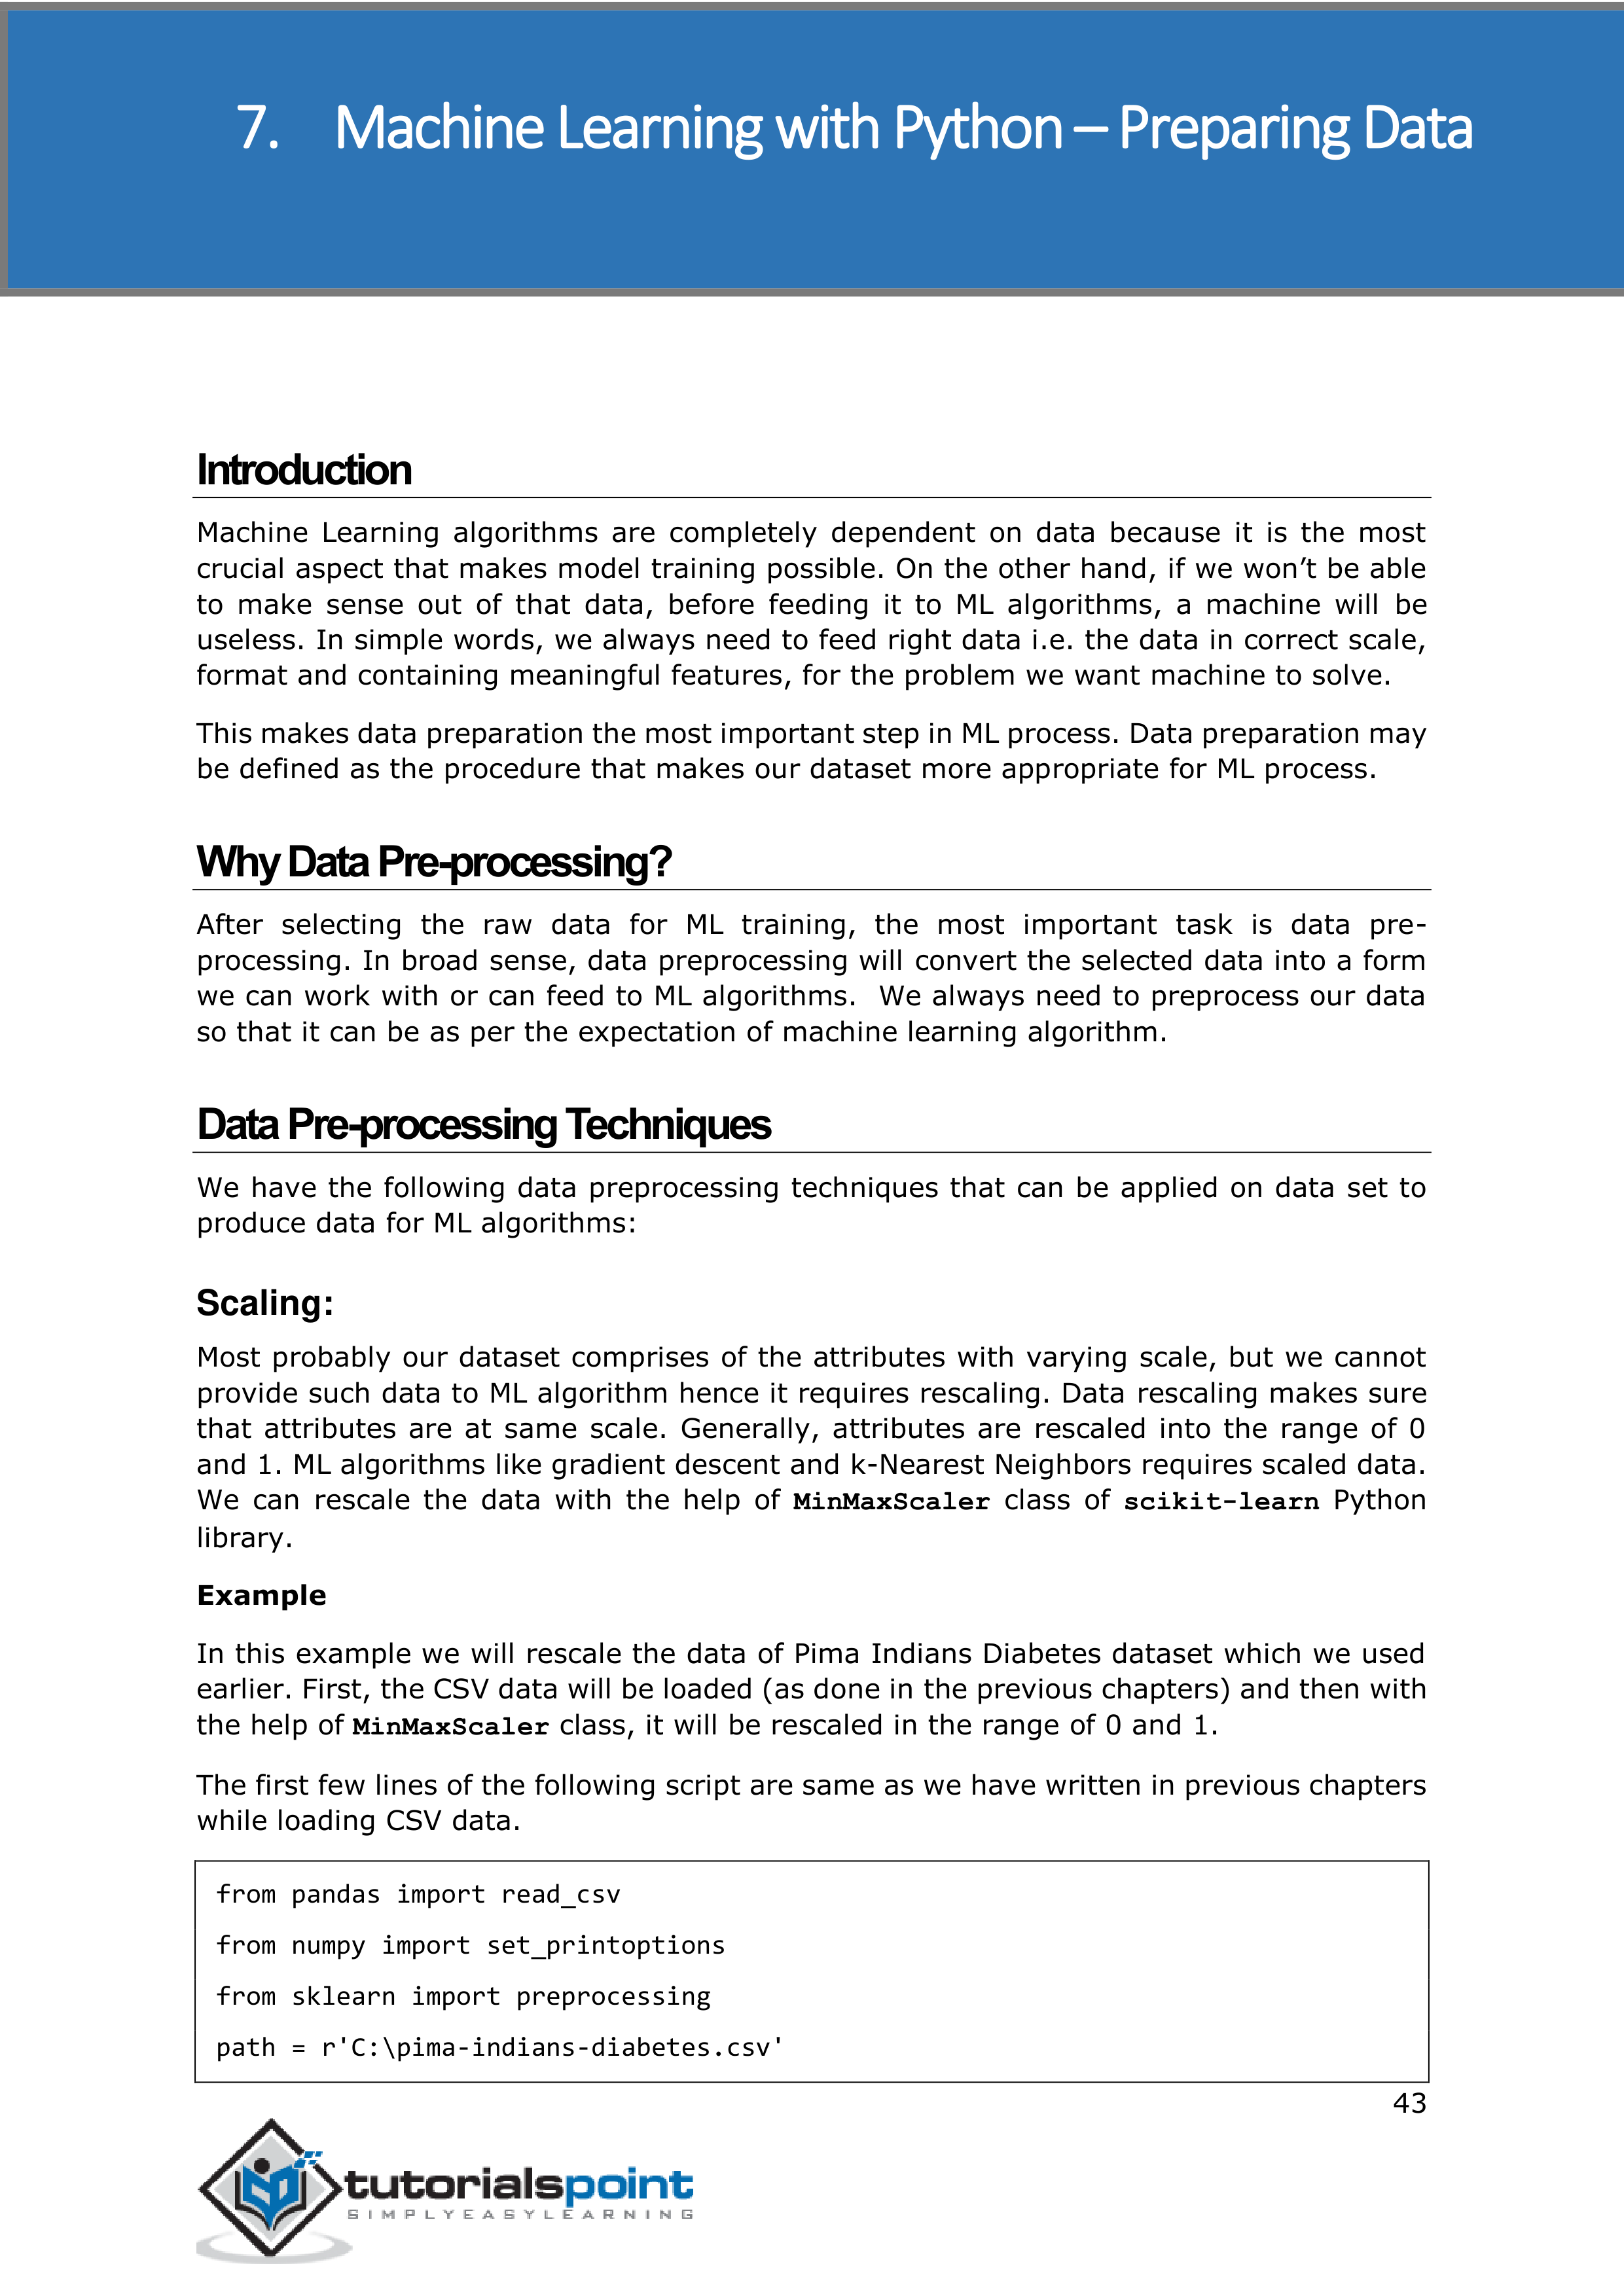 7. Machine Learning with Python – Preparing Data
Introduction
Machine Learning algorithms are completely dependent on data because it is the most
crucial aspect that makes model training possible. On the other hand, if we won’t be able
to make sense out of that data, before feeding it to ML algorithms, a machine will be
useless. In simple words, we always need to feed right data i.e. the data in correct scale,
format and containing meaningful features, for the problem we want machine to solve.
This makes data preparation the most important step in ML process. Data preparation may
be defined as the procedure that makes our dataset more appropriate for ML process.
Why Data Pre-processing?
After selecting the raw data for ML training, the most important task is data pre-
processing. In broad sense, data preprocessing will convert the selected data into a form
we can work with or can feed to ML algorithms.  We always need to preprocess our data
so that it can be as per the expectation of machine learning algorithm.
Data Pre-processing Techniques
We have the following data preprocessing techniques that can be applied on data set to
produce data for ML algorithms:
Scaling:
Most probably our dataset comprises of the attributes with varying scale, but we cannot
provide such data to ML algorithm hence it requires rescaling. Data rescaling makes sure
that attributes are at same scale. Generally, attributes are rescaled into the range of 0
and 1. ML algorithms like gradient descent and k-Nearest Neighbors requires scaled data.
We can rescale the data with the help of MinMaxScaler class of scikit-learn Python
library.
Example
In this example we will rescale the data of Pima Indians Diabetes dataset which we used
earlier. First, the CSV data will be loaded (as done in the previous chapters) and then with
the help of MinMaxScaler class, it will be rescaled in the range of 0 and 1.
The first few lines of the following script are same as we have written in previous chapters
while loading CSV data.
from pandas import read_csv
from numpy import set_printoptions
from sklearn import preprocessing
path = r'C:\pima-indians-diabetes.csv'
43
tutorialspoint
SIMPLYEASYLEARNING